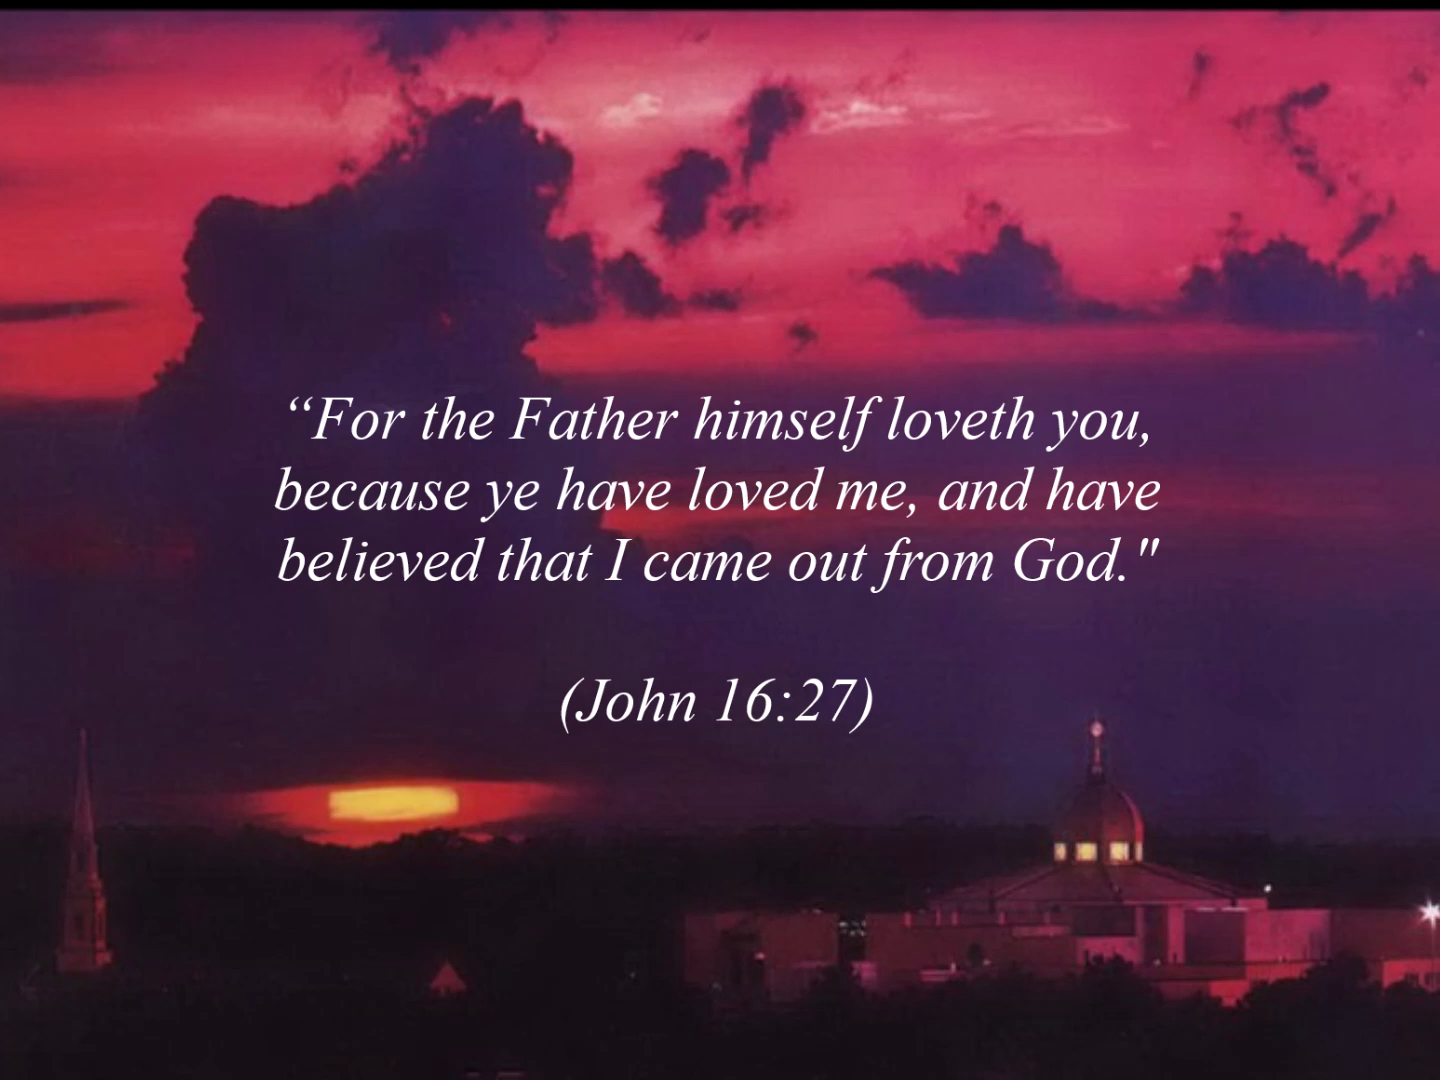 “For the Father himself loveth you,
because ye have loved me, and have
believed that I came out from God."
(John 16:27)